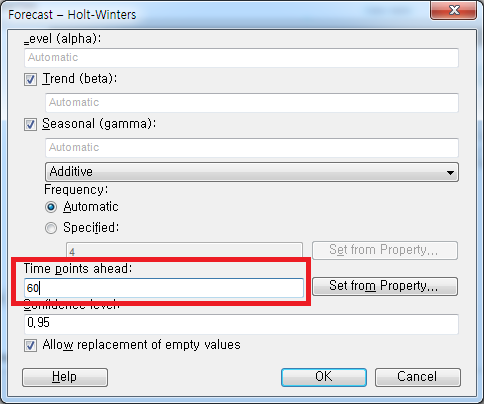 Forecast – Holt-Winters
Level (alpha):
Automatic
Trend (beta):
Automatic
Seasonal (gamma):
Automatic
Additive
Frequency:
Automatic
Specified:
4
Set from Property...
Time points ahead:
60
Set from Property...
Confidence level:
0.95
Allow replacement of empty values
Help
OK
Cancel